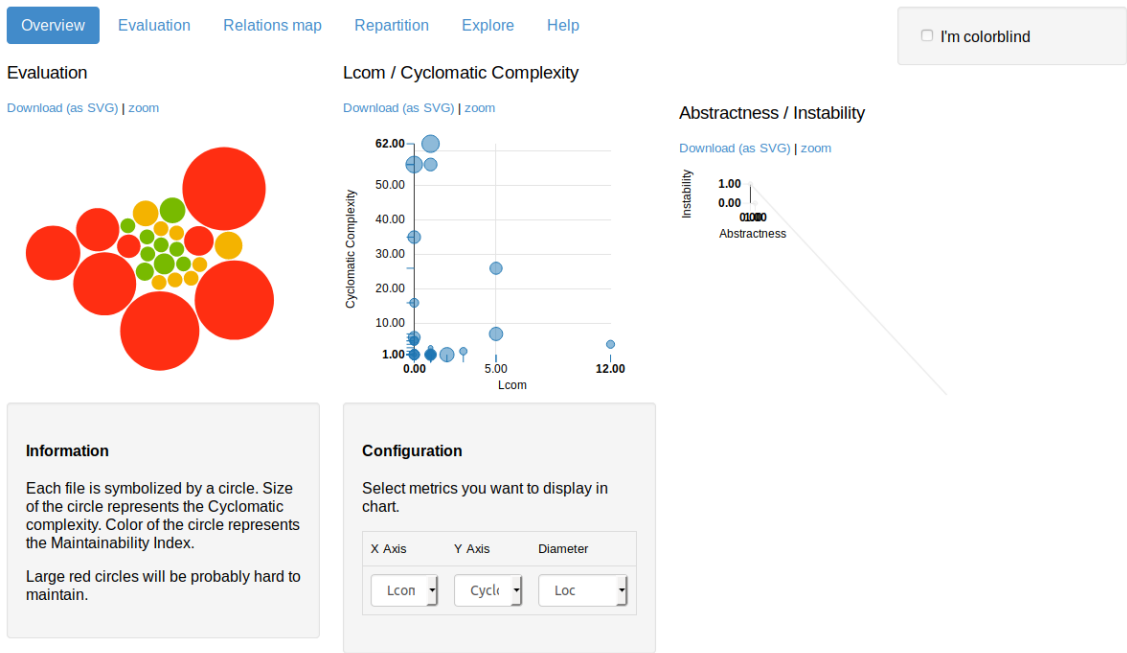 Overview Evaluation Relations map Repartition Explore Help
I'm colorblind
Evaluation
Download (as SVG) | zoom
Lcom / Cyclomatic Complexity
Download (as SVG) | zoom
62.00
50.00
40.00
30.00
20.00
10.00
1.00
Cyclomatic Complexity
0.00 5.00 12.00
Lcom
Abstractness / Instability
Download (as SVG) | zoom
Instability
1.00
0.00
Abstractness
Information
Each file is symbolized by a circle. Size
of the circle represents the Cyclomatic
complexity. Color of the circle represents
the Maintainability Index.
Large red circles will be probably hard to
maintain.
Configuration
Select metrics you want to display in
chart.
X Axis Y Axis Diameter
Lcom Cyclo Loc